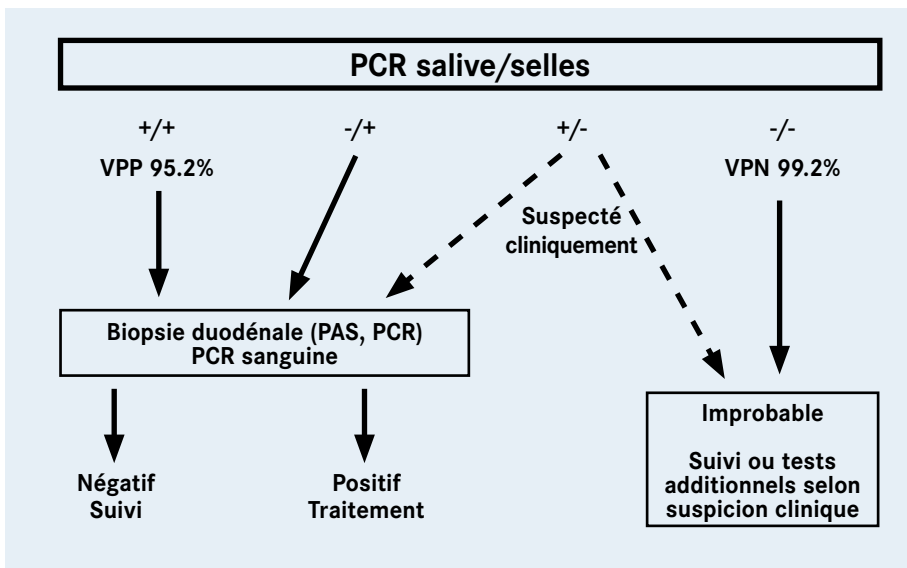 PCR salive/selles
+/+
-/+
+/-
-/-
VPP 95.2%
VPN 99.2%
Suspecté
cliniquement
Biopsie duodénale (PAS, PCR)
PCR sanguine
Négatif
Suivi
Positif
Traitement
Improbable
Suivi ou tests
additionnels selon
suspicion clinique